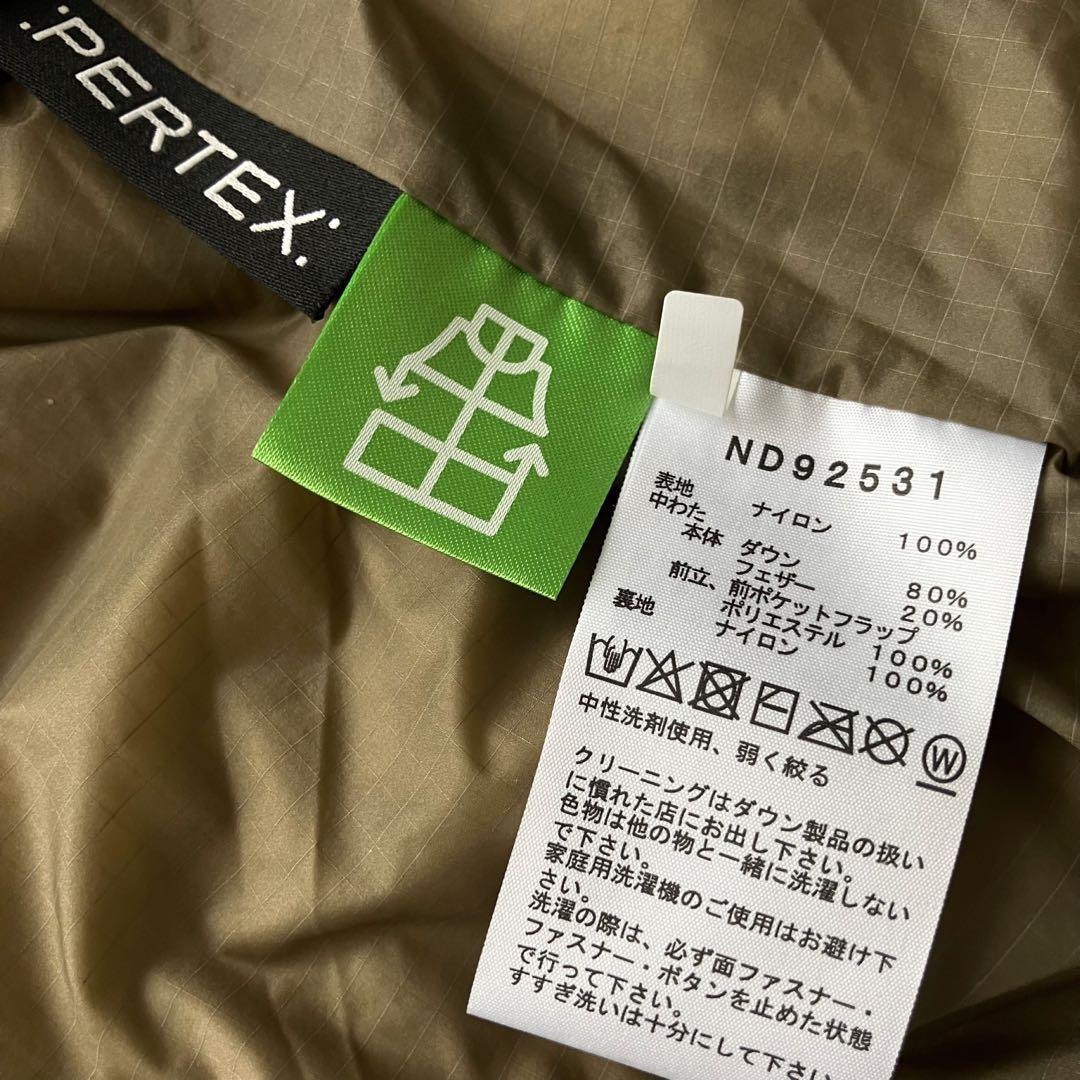 PERTEX
ND92531
表地 ナイロン 100%
中わた
本体 ダウン 80%
フェザー 20%
前立、前ポケットフラップ
ポリエステル 100%
裏地 ナイロン 100%
W
中性洗剤使用、弱く絞る
クリーニングはダウン製品の扱い
に慣れた店にお出し下さい。
色物は他の物と一緒に洗濯しない
で下さい。
家庭用洗濯機のご使用はお避け下
さい。
洗濯の際は、必ず面ファスナー・
ファスナー・ボタンを止めた状態
で行って下さい。
すすぎ洗いは十分にして下さい